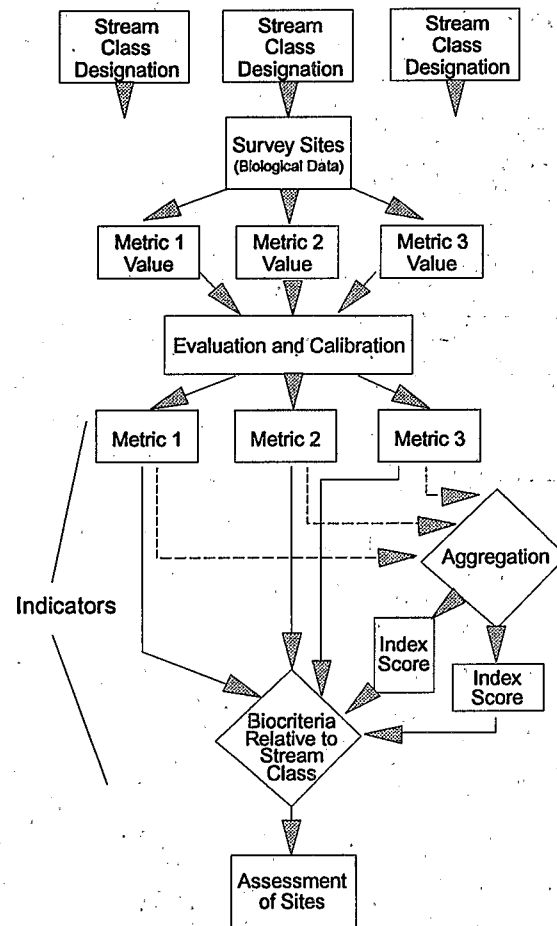 Stream
Class
Designation
Stream
Class
Designation
Stream
Class
Designation
Survey Sites
(Biological Data)
Metric 1
Value
Metric 2
Value
Metric 3
Value
Evaluation and Calibration
Metric 1
Metric 2
Metric 3
Aggregation
Indicators
Index
Score
Index
Score
Biocriteria
Relative to
Stream
Class
Assessment
of Sites